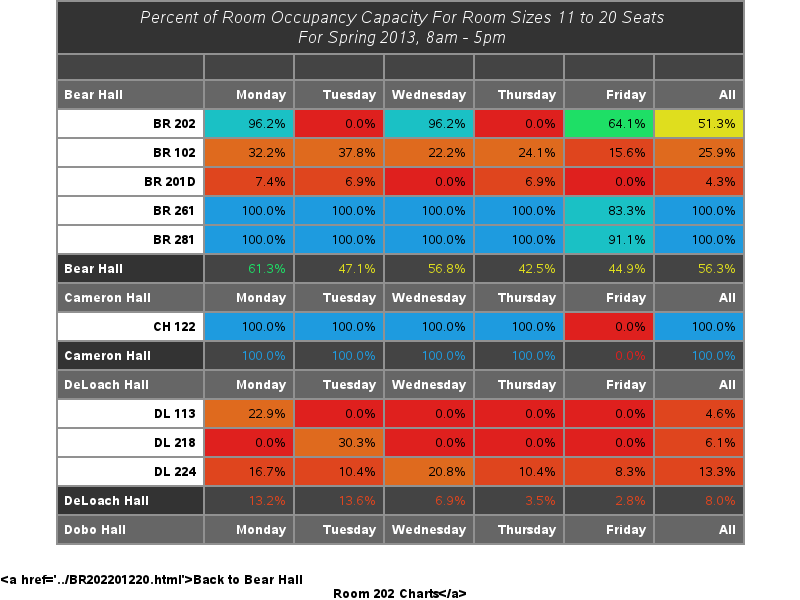 Percent of Room Occupancy Capacity For Room Sizes 11 to 20 Seats
For Spring 2013, 8am - 5pm
Bear Hall Monday Tuesday Wednesday Thursday Friday All
BR 202 96.2% 0.0% 96.2% 0.0% 64.1% 51.3%
BR 102 32.2% 37.8% 22.2% 24.1% 15.6% 25.9%
BR 201D 7.4% 6.9% 0.0% 6.9% 0.0% 4.3%
BR 261 100.0% 100.0% 100.0% 100.0% 83.3% 100.0%
BR 281 100.0% 100.0% 100.0% 100.0% 91.1% 100.0%
Bear Hall 61.3% 47.1% 56.8% 42.5% 44.9% 56.3%
Cameron Hall Monday Tuesday Wednesday Thursday Friday All
CH 122 100.0% 100.0% 100.0% 100.0% 0.0% 100.0%
Cameron Hall 100.0% 100.0% 100.0% 100.0% 0.0% 100.0%
DeLoach Hall Monday Tuesday Wednesday Thursday Friday All
DL 113 22.9% 0.0% 0.0% 0.0% 0.0% 4.6%
DL 218 0.0% 30.3% 0.0% 0.0% 0.0% 6.1%
DL 224 16.7% 10.4% 20.8% 10.4% 8.3% 13.3%
DeLoach Hall 13.2% 13.6% 6.9% 3.5% 2.8% 8.0%
Dobo Hall Monday Tuesday Wednesday Thursday Friday All
<a href='../BR202201220.html'>Back to Bear Hall
Room 202 Charts</a>